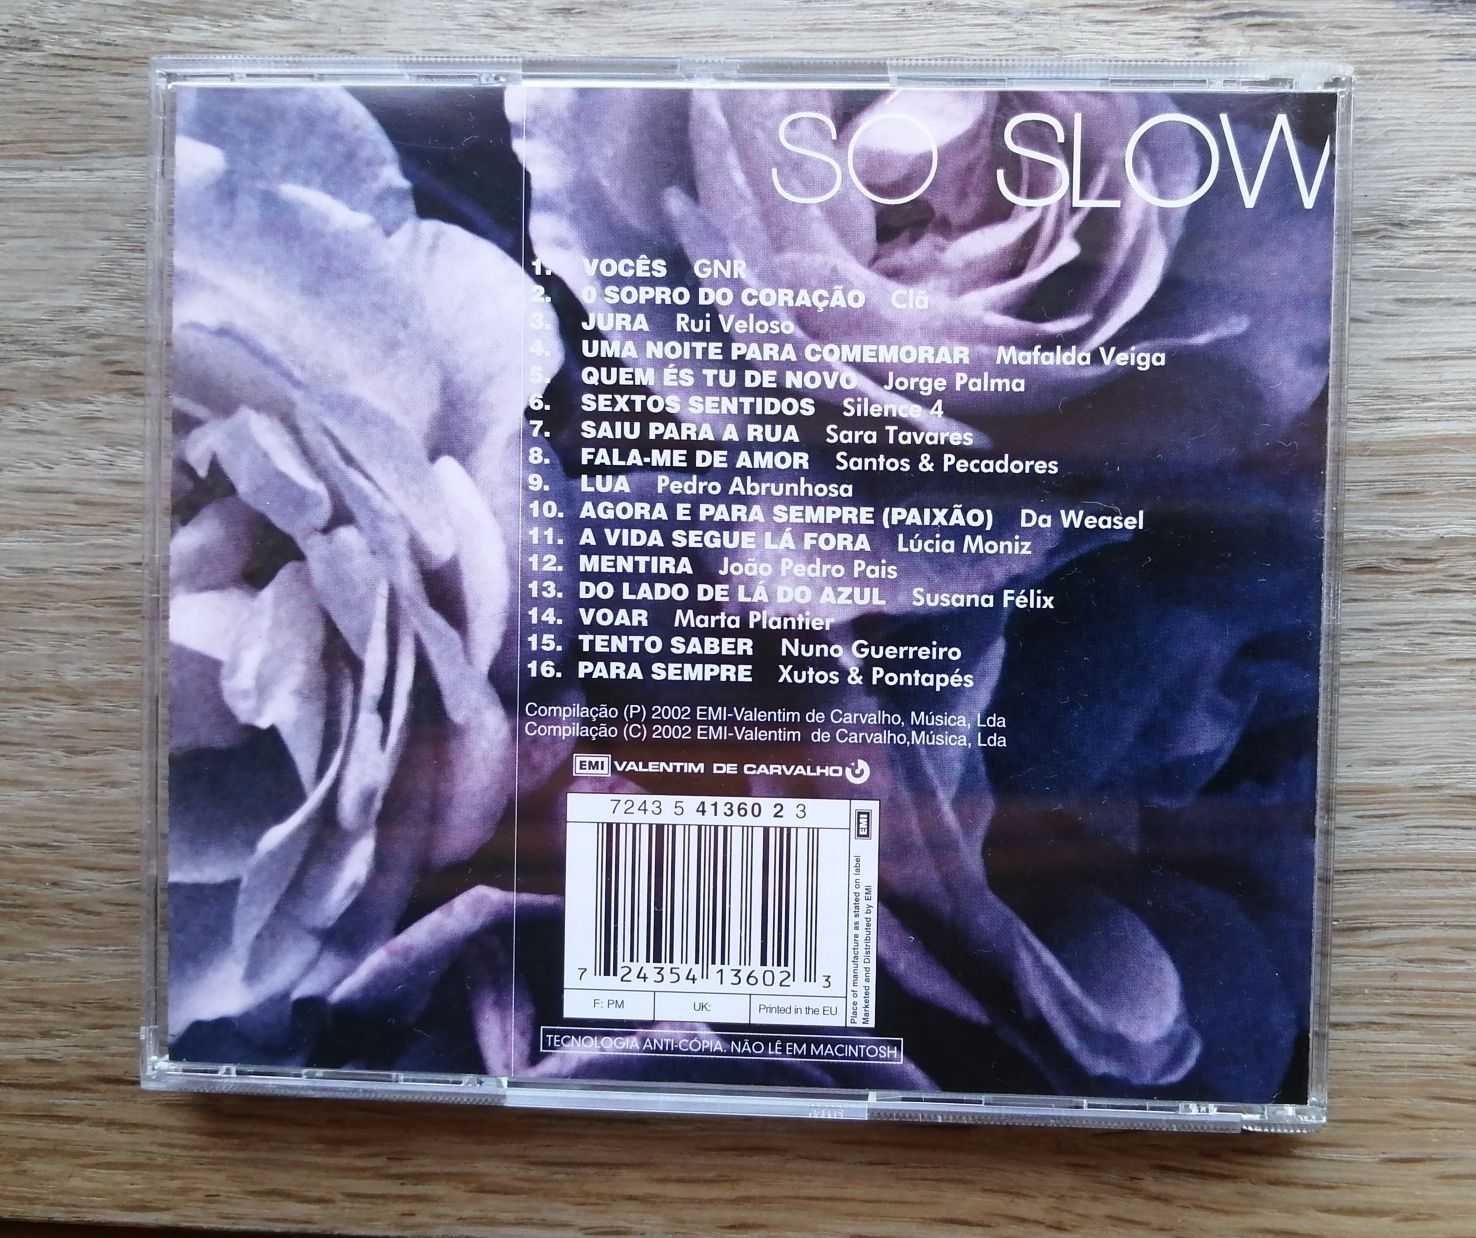 SÓ SLOW
1. VOCÊS GNR
2. O SOPRO DO CORAÇÃO Clã
3. JURA Rui Veloso
4. UMA NOITE PARA COMEMORAR Mafalda Veiga
5. QUEM ÉS TU DE NOVO Jorge Palma
6. SEXTOS SENTIDOS Silence 4
7. SAIU PARA A RUA Sara Tavares
8. FALA-ME DE AMOR Santos & Pecadores
9. LUA Pedro Abrunhosa
10. AGORA E PARA SEMPRE (PAIXÃO) Da Weasel
11. A VIDA SEGUE LÁ FORA Lúcia Moniz
12. MENTIRA João Pedro Pais
13. DO LADO DE LÁ DO AZUL Susana Félix
14. VOAR Marta Plantier
15. TENTO SABER Nuno Guerreiro
16. PARA SEMPRE Xutos & Pontapés
Compilação (P) 2002 EMI-Valentim de Carvalho, Música, Lda
Compilação (C) 2002 EMI-Valentim de Carvalho,Música, Lda
EMI VALENTIM DE CARVALHO
7243 5 41360 2 3
7 24354 13602 3
F: PM UK: Printed in the EU
EMI
Place of manufacture as stated on label
Marketed and Distributed by EMI
TECNOLOGIA ANTI-CÓPIA. NÃO LÊ EM MACINTOSH